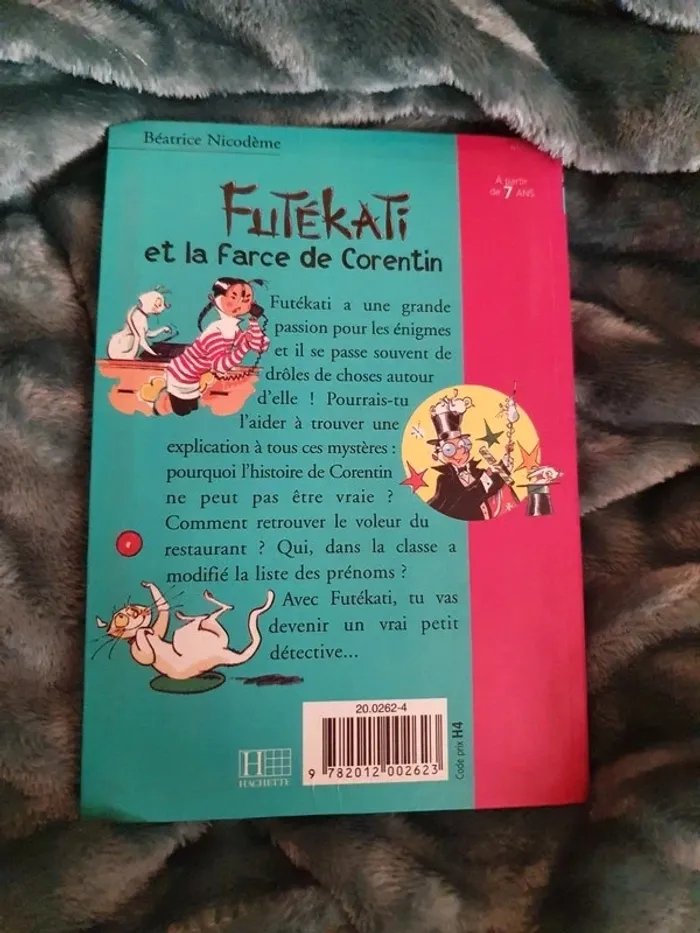 Béatrice Nicodème
À partir
de 7 ANS
FUTÉKATI
et la farce de Corentin
Futékati a une grande
passion pour les énigmes
et il se passe souvent de
drôles de choses autour
d'elle ! Pourrais-tu
l'aider à trouver une
explication à tous ces mystères :
pourquoi l'histoire de Corentin
ne peut pas être vraie ?
Comment retrouver le voleur du
restaurant ? Qui, dans la classe a
modifié la liste des prénoms ?
Avec Futékati, tu vas
devenir un vrai petit
détective...
20.0262-4
9 782012 002623
Code prix H4
H
HACHETTE